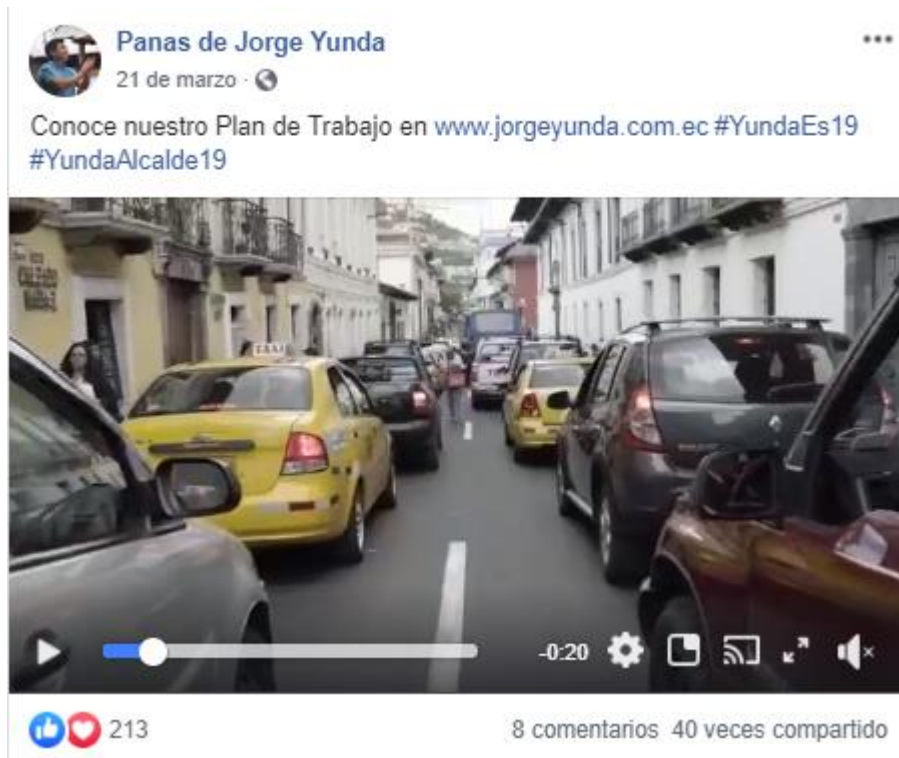 Panas de Jorge Yunda
21 de marzo
Conoce nuestro Plan de Trabajo en www.jorgeyunda.com.ec #YundaEs19
#YundaAlcalde19
TAXI
-0:20
213
8 comentarios 40 veces compartido